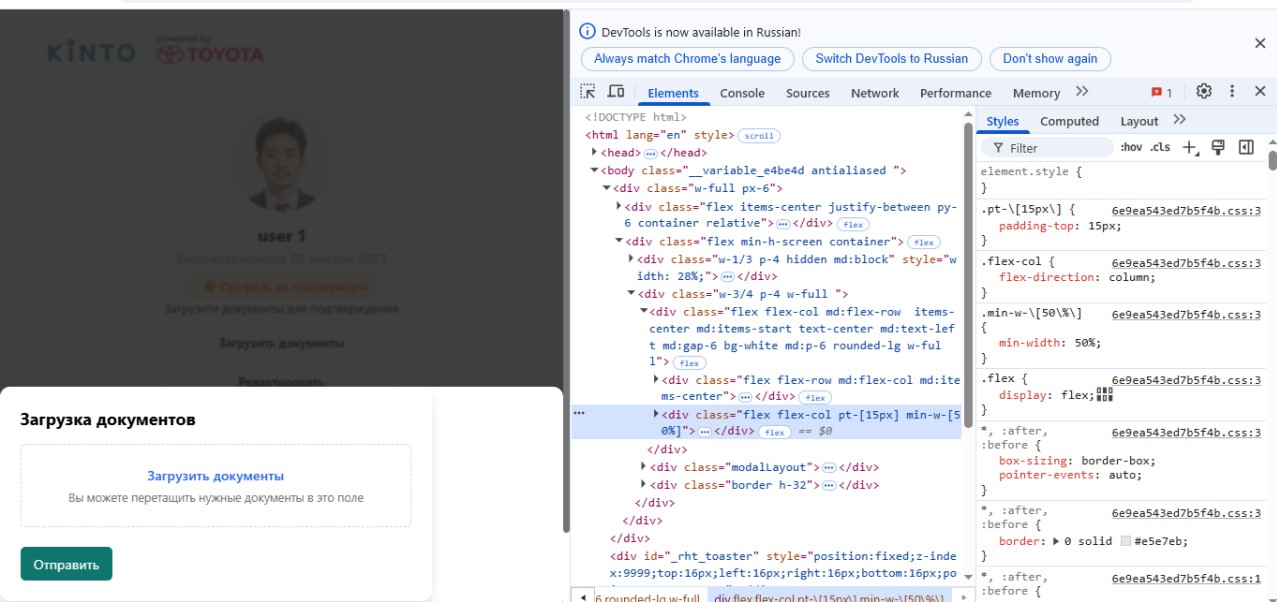 KINTO
powered by
TOYOTA
user 1
Зарегистрирован 20 января 2023
Профиль не подтвержден
Загрузите документы для подтверждения
Загрузить документы
Редактировать
Загрузка документов
Загрузить документы
Вы можете перетащить нужные документы в это поле
Отправить
DevTools is now available in Russian!
Always match Chrome's language
Switch DevTools to Russian
Don't show again
Elements
Console
Sources
Network
Performance
Memory
1
<!DOCTYPE html>
<html lang="en" style> scroll
<head> </head>
<body class="__variable_e4be4d antialiased ">
<div class="w-full px-6">
<div class="flex items-center justify-between py-
6 container relative"> </div> flex
<div class="flex min-h-screen container"> flex
<div class="w-1/3 p-4 hidden md:block" style="w
idth: 28%;"> </div>
<div class="w-3/4 p-4 w-full ">
<div class="flex flex-col md:flex-row  items-
center md:items-start text-center md:text-lef
t md:gap-6 bg-white md:p-6 rounded-lg w-ful
l"> flex
<div class="flex flex-row md:flex-col md:ite
ms-center"> </div> flex
<div class="flex flex-col pt-[15px] min-w-[5
0%]"> </div> flex == $0
</div>
<div class="modalLayout"> </div>
<div class="border h-32"> </div>
</div>
</div>
</div>
<div id="_rht_toaster" style="position:fixed;z-inde
x:9999;top:16px;left:16px;right:16px;bottom:16px;po
6.rounded-lg.w-full
div.flex.flex-col.pt-\[15px\].min-w-\[50\%\]
Styles
Computed
Layout
Filter
:hov
.cls
element.style {
}
.pt-\[15px\] { 6e9ea543ed7b5f4b.css:3
padding-top: 15px;
}
.flex-col { 6e9ea543ed7b5f4b.css:3
flex-direction: column;
}
.min-w-\[50\%\] 6e9ea543ed7b5f4b.css:3
{
min-width: 50%;
}
.flex { 6e9ea543ed7b5f4b.css:3
display: flex;
}
*, :after, 6e9ea543ed7b5f4b.css:3
:before {
box-sizing: border-box;
pointer-events: auto;
}
*, :after, 6e9ea543ed7b5f4b.css:3
:before {
border: 0 solid #e5e7eb;
}
*, :after, 6e9ea543ed7b5f4b.css:1
:before {